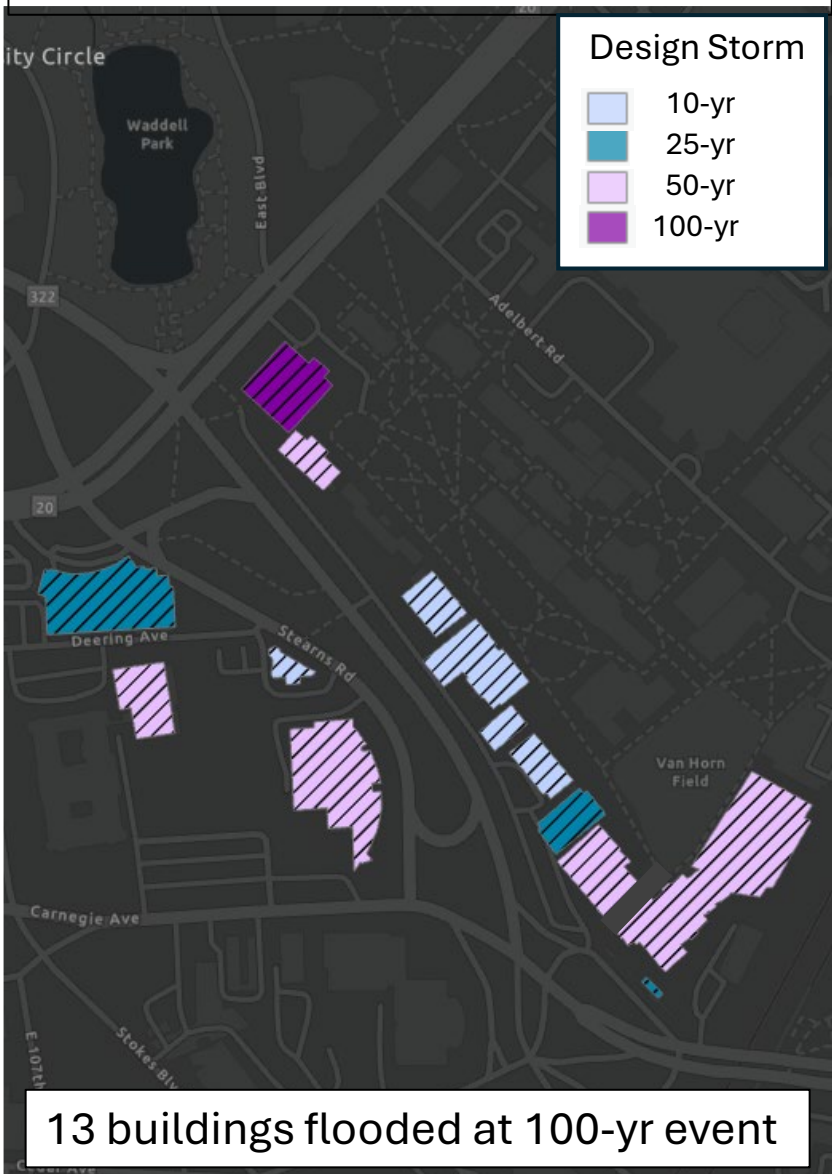 20
ity Circle
Design Storm
10-yr
25-yr
50-yr
100-yr
Waddell
Park
East Blvd
322
Adelbert Rd
20
Stearns Rd
Deering Ave
Van Horn
Field
Carnegie Ave
E 107th
Stokes Blv
13 buildings flooded at 100-yr event